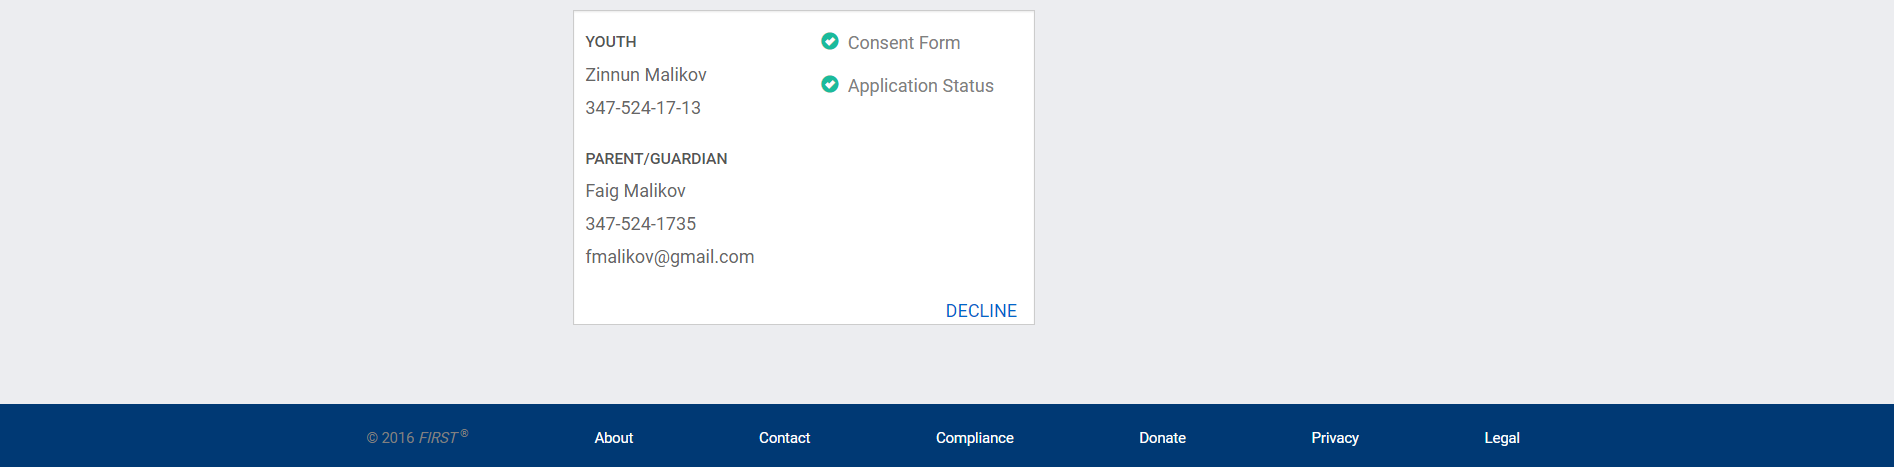 YOUTH
Zinnun Malikov
347-524-17-13
Consent Form
Application Status
PARENT/GUARDIAN
Faig Malikov
347-524-1735
fmalikov@gmail.com
DECLINE
© 2016 FIRST ® About Contact Compliance Donate Privacy Legal